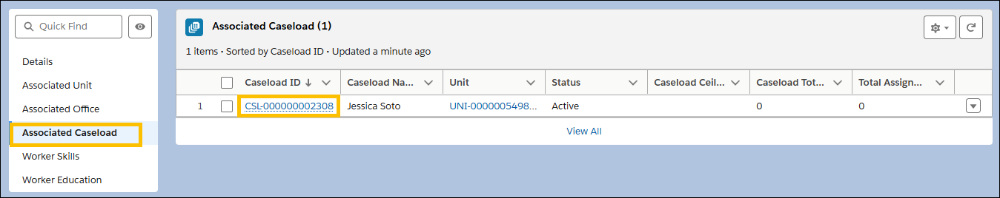 Quick Find
Details
Associated Unit
Associated Office
Associated Caseload
Worker Skills
Worker Education
Associated Caseload (1)
1 items • Sorted by Caseload ID • Updated a minute ago
Caseload ID Caseload Na... Unit Status Caseload Ceil... Caseload Tot... Total Assign...
1 CSL-000000002308 Jessica Soto UNI-0000005498... Active 0 0
View All